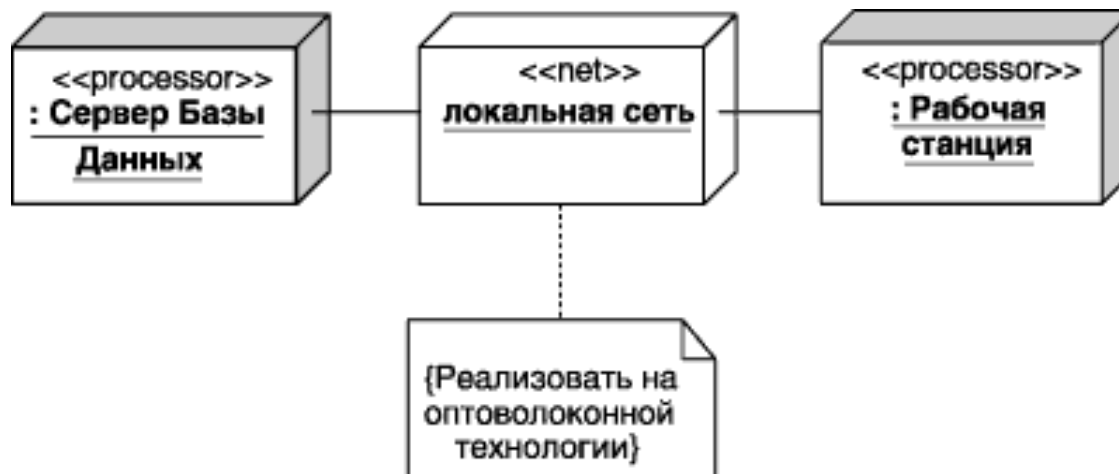 <<processor>>
: Сервер Базы
Данных
<<net>>
локальная сеть
<<processor>>
: Рабочая
станция
{Реализовать на
оптоволоконной
технологии}